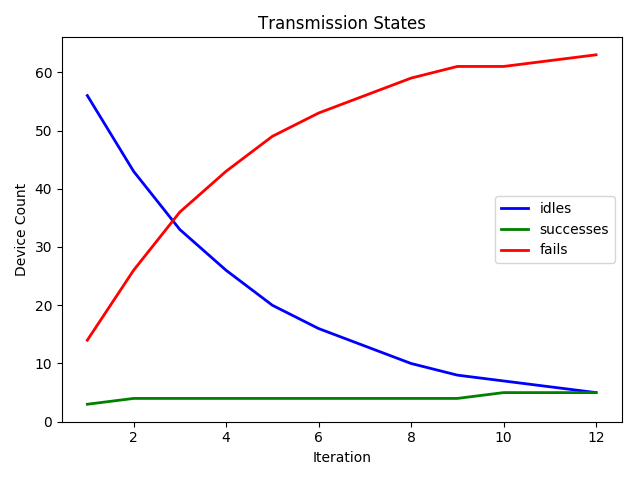 Transmission States
Device Count
60
50
40
30
20
10
0
idles
successes
fails
2 4 6 8 10 12
Iteration